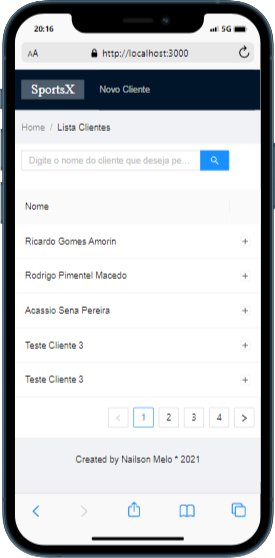 20:16
5G
AA
http://localhost:3000
SportsX
Novo Cliente
Home / Lista Clientes
Digite o nome do cliente que deseja pe...
Nome
Ricardo Gomes Amorin +
Rodrigo Pimentel Macedo +
Acassio Sena Pereira +
Teste Cliente 3 +
Teste Cliente 3 +
< 1 2 3 4 >
Created by Nailson Melo * 2021